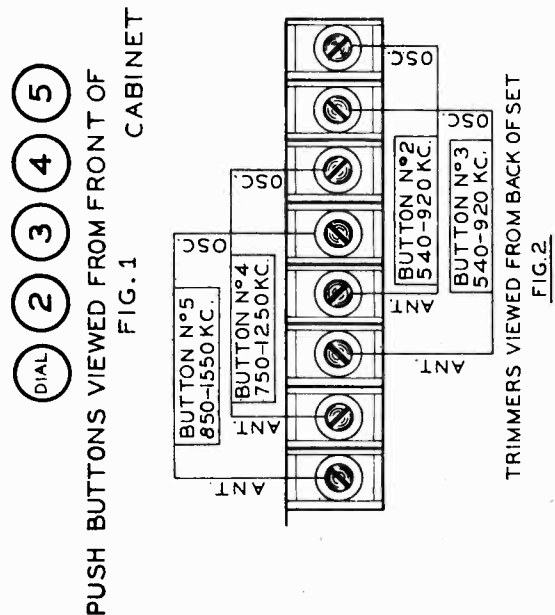 DIAL 2 3 4 5
PUSH BUTTONS VIEWED FROM FRONT OF
CABINET
FIG. 1
BUTTON Nº5
850-1550 KC.
ANT.
OSC.
BUTTON Nº4
750-1250 KC.
ANT.
OSC.
BUTTON Nº2
540-920 KC.
ANT.
OSC.
BUTTON Nº3
540-920 KC.
ANT.
OSC.
TRIMMERS VIEWED FROM BACK OF SET
FIG. 2